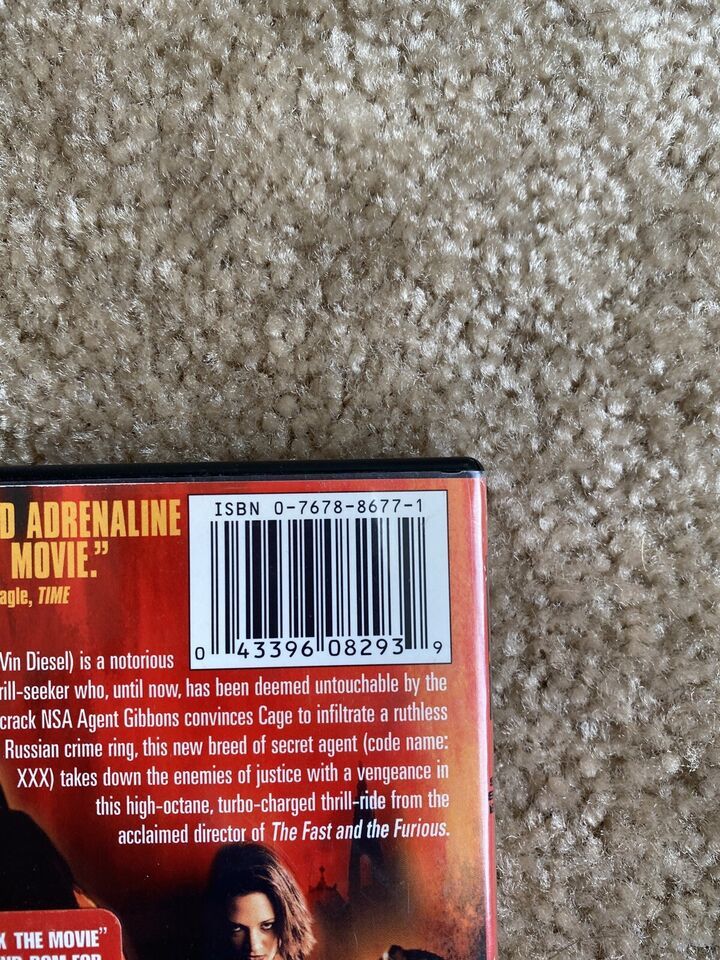 D ADRENALINE
MOVIE.”
agle, TIME
ISBN 0-7678-8677-1
0 43396 08293 9
Vin Diesel) is a notorious
rill-seeker who, until now, has been deemed untouchable by the
crack NSA Agent Gibbons convinces Cage to infiltrate a ruthless
Russian crime ring, this new breed of secret agent (code name:
XXX) takes down the enemies of justice with a vengeance in
this high-octane, turbo-charged thrill-ride from the
acclaimed director of The Fast and the Furious.
K THE MOVIE”